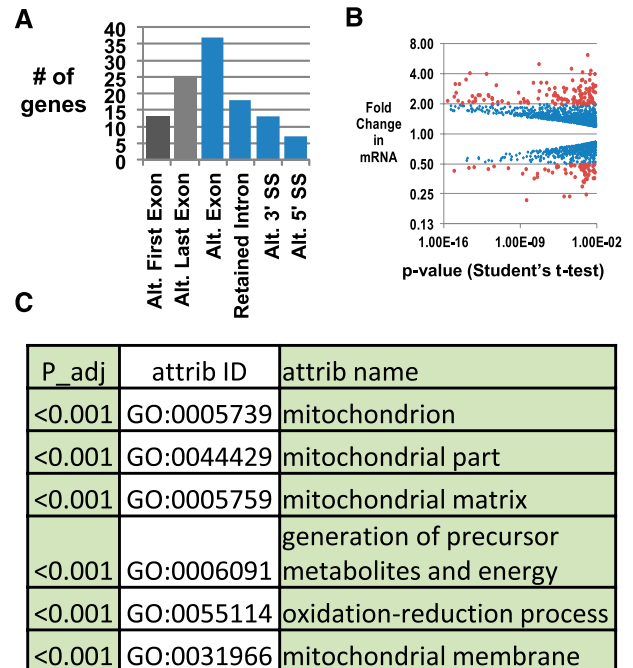 A
# of
genes
40
35
30
25
20
15
10
5
0
Alt. First Exon
Alt. Last Exon
Alt. Exon
Retained Intron
Alt. 3' SS
Alt. 5' SS
B
Fold
Change
in
mRNA
8.00
4.00
2.00
1.00
0.50
0.25
0.13
1.00E-16 1.00E-09 1.00E-02
p-value (Student's t-test)
C
P_adj attrib ID attrib name
<0.001 GO:0005739 mitochondrion
<0.001 GO:0044429 mitochondrial part
<0.001 GO:0005759 mitochondrial matrix
generation of precursor
<0.001 GO:0006091 metabolites and energy
<0.001 GO:0055114 oxidation-reduction process
<0.001 GO:0031966 mitochondrial membrane